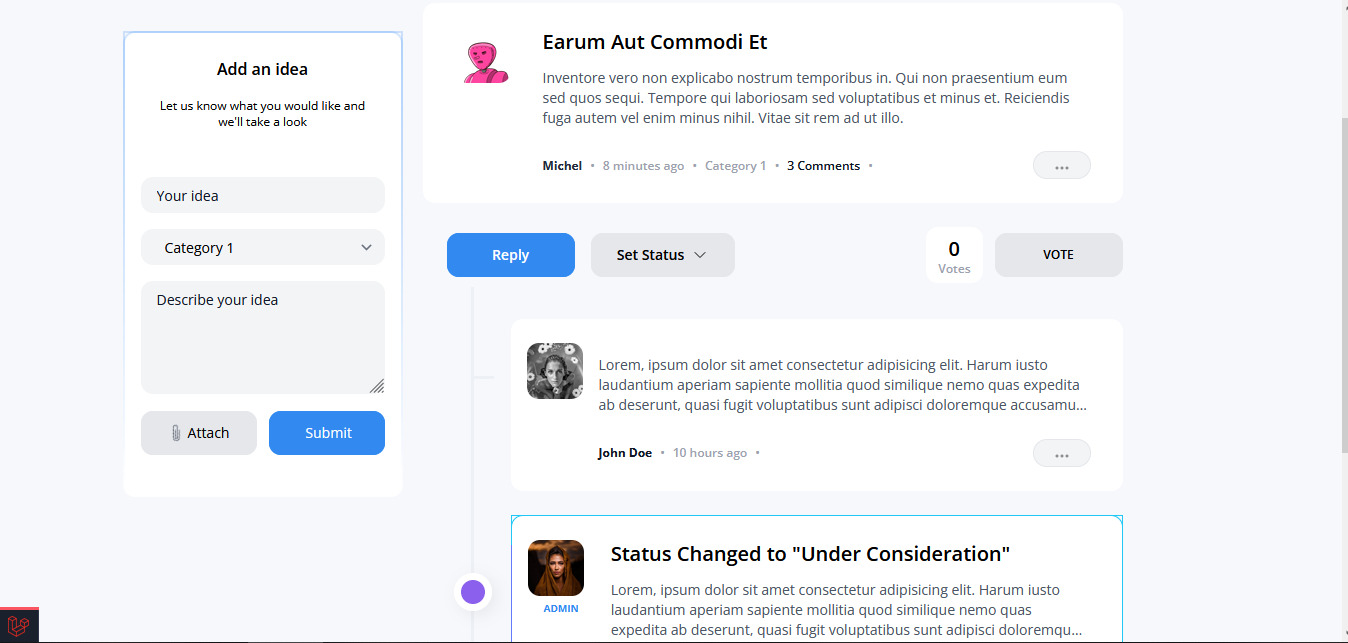 Add an idea
Let us know what you would like and
we'll take a look
Your idea
Category 1
Describe your idea
Attach
Submit
Earum Aut Commodi Et
Inventore vero non explicabo nostrum temporibus in. Qui non praesentium eum
sed quos sequi. Tempore qui laboriosam sed voluptatibus et minus et. Reiciendis
fuga autem vel enim minus nihil. Vitae sit rem ad ut illo.
Michel • 8 minutes ago • Category 1 • 3 Comments •
...
Reply
Set Status
0
Votes
VOTE
Lorem, ipsum dolor sit amet consectetur adipisicing elit. Harum iusto
laudantium aperiam sapiente mollitia quod similique nemo quas expedita
ab deserunt, quasi fugit voluptatibus sunt adipisci doloremque accusamu...
John Doe • 10 hours ago •
...
Status Changed to "Under Consideration"
Lorem, ipsum dolor sit amet consectetur adipisicing elit. Harum iusto
laudantium aperiam sapiente mollitia quod similique nemo quas
expedita ab deserunt, quasi fugit voluptatibus sunt adipisci doloremqu...
ADMIN